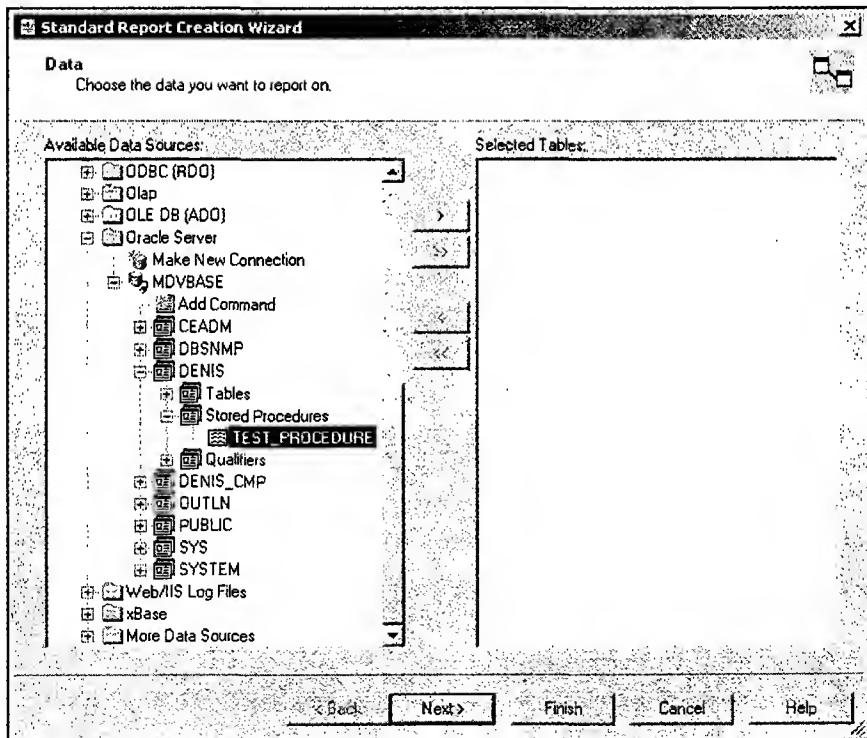 Standard Report Creation Wizard
Data
Choose the data you want to report on.
Available Data Sources:
ODBC (RDO)
Olap
OLE DB (ADO)
Oracle Server
Make New Connection
MDVBASE
Add Command
CEADM
DBSNMP
DENIS
Tables
Stored Procedures
TEST_PROCEDURE
Qualifiers
DENIS_CMP
OUTLN
PUBLIC
SYS
SYSTEM
Web/IIS Log Files
xBase
More Data Sources
>
>>
<
<<
Selected Tables:
< Back
Next >
Finish
Cancel
Help